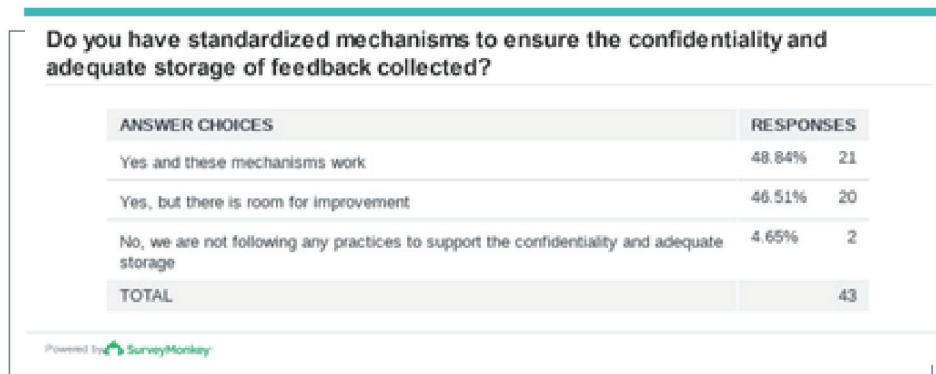 Do you have standardized mechanisms to ensure the confidentiality and
adequate storage of feedback collected?
ANSWER CHOICES RESPONSES
Yes and these mechanisms work 48.84% 21
Yes, but there is room for improvement 46.51% 20
No, we are not following any practices to support the confidentiality and adequate 4.65% 2
storage
TOTAL 43
Powered by SurveyMonkey